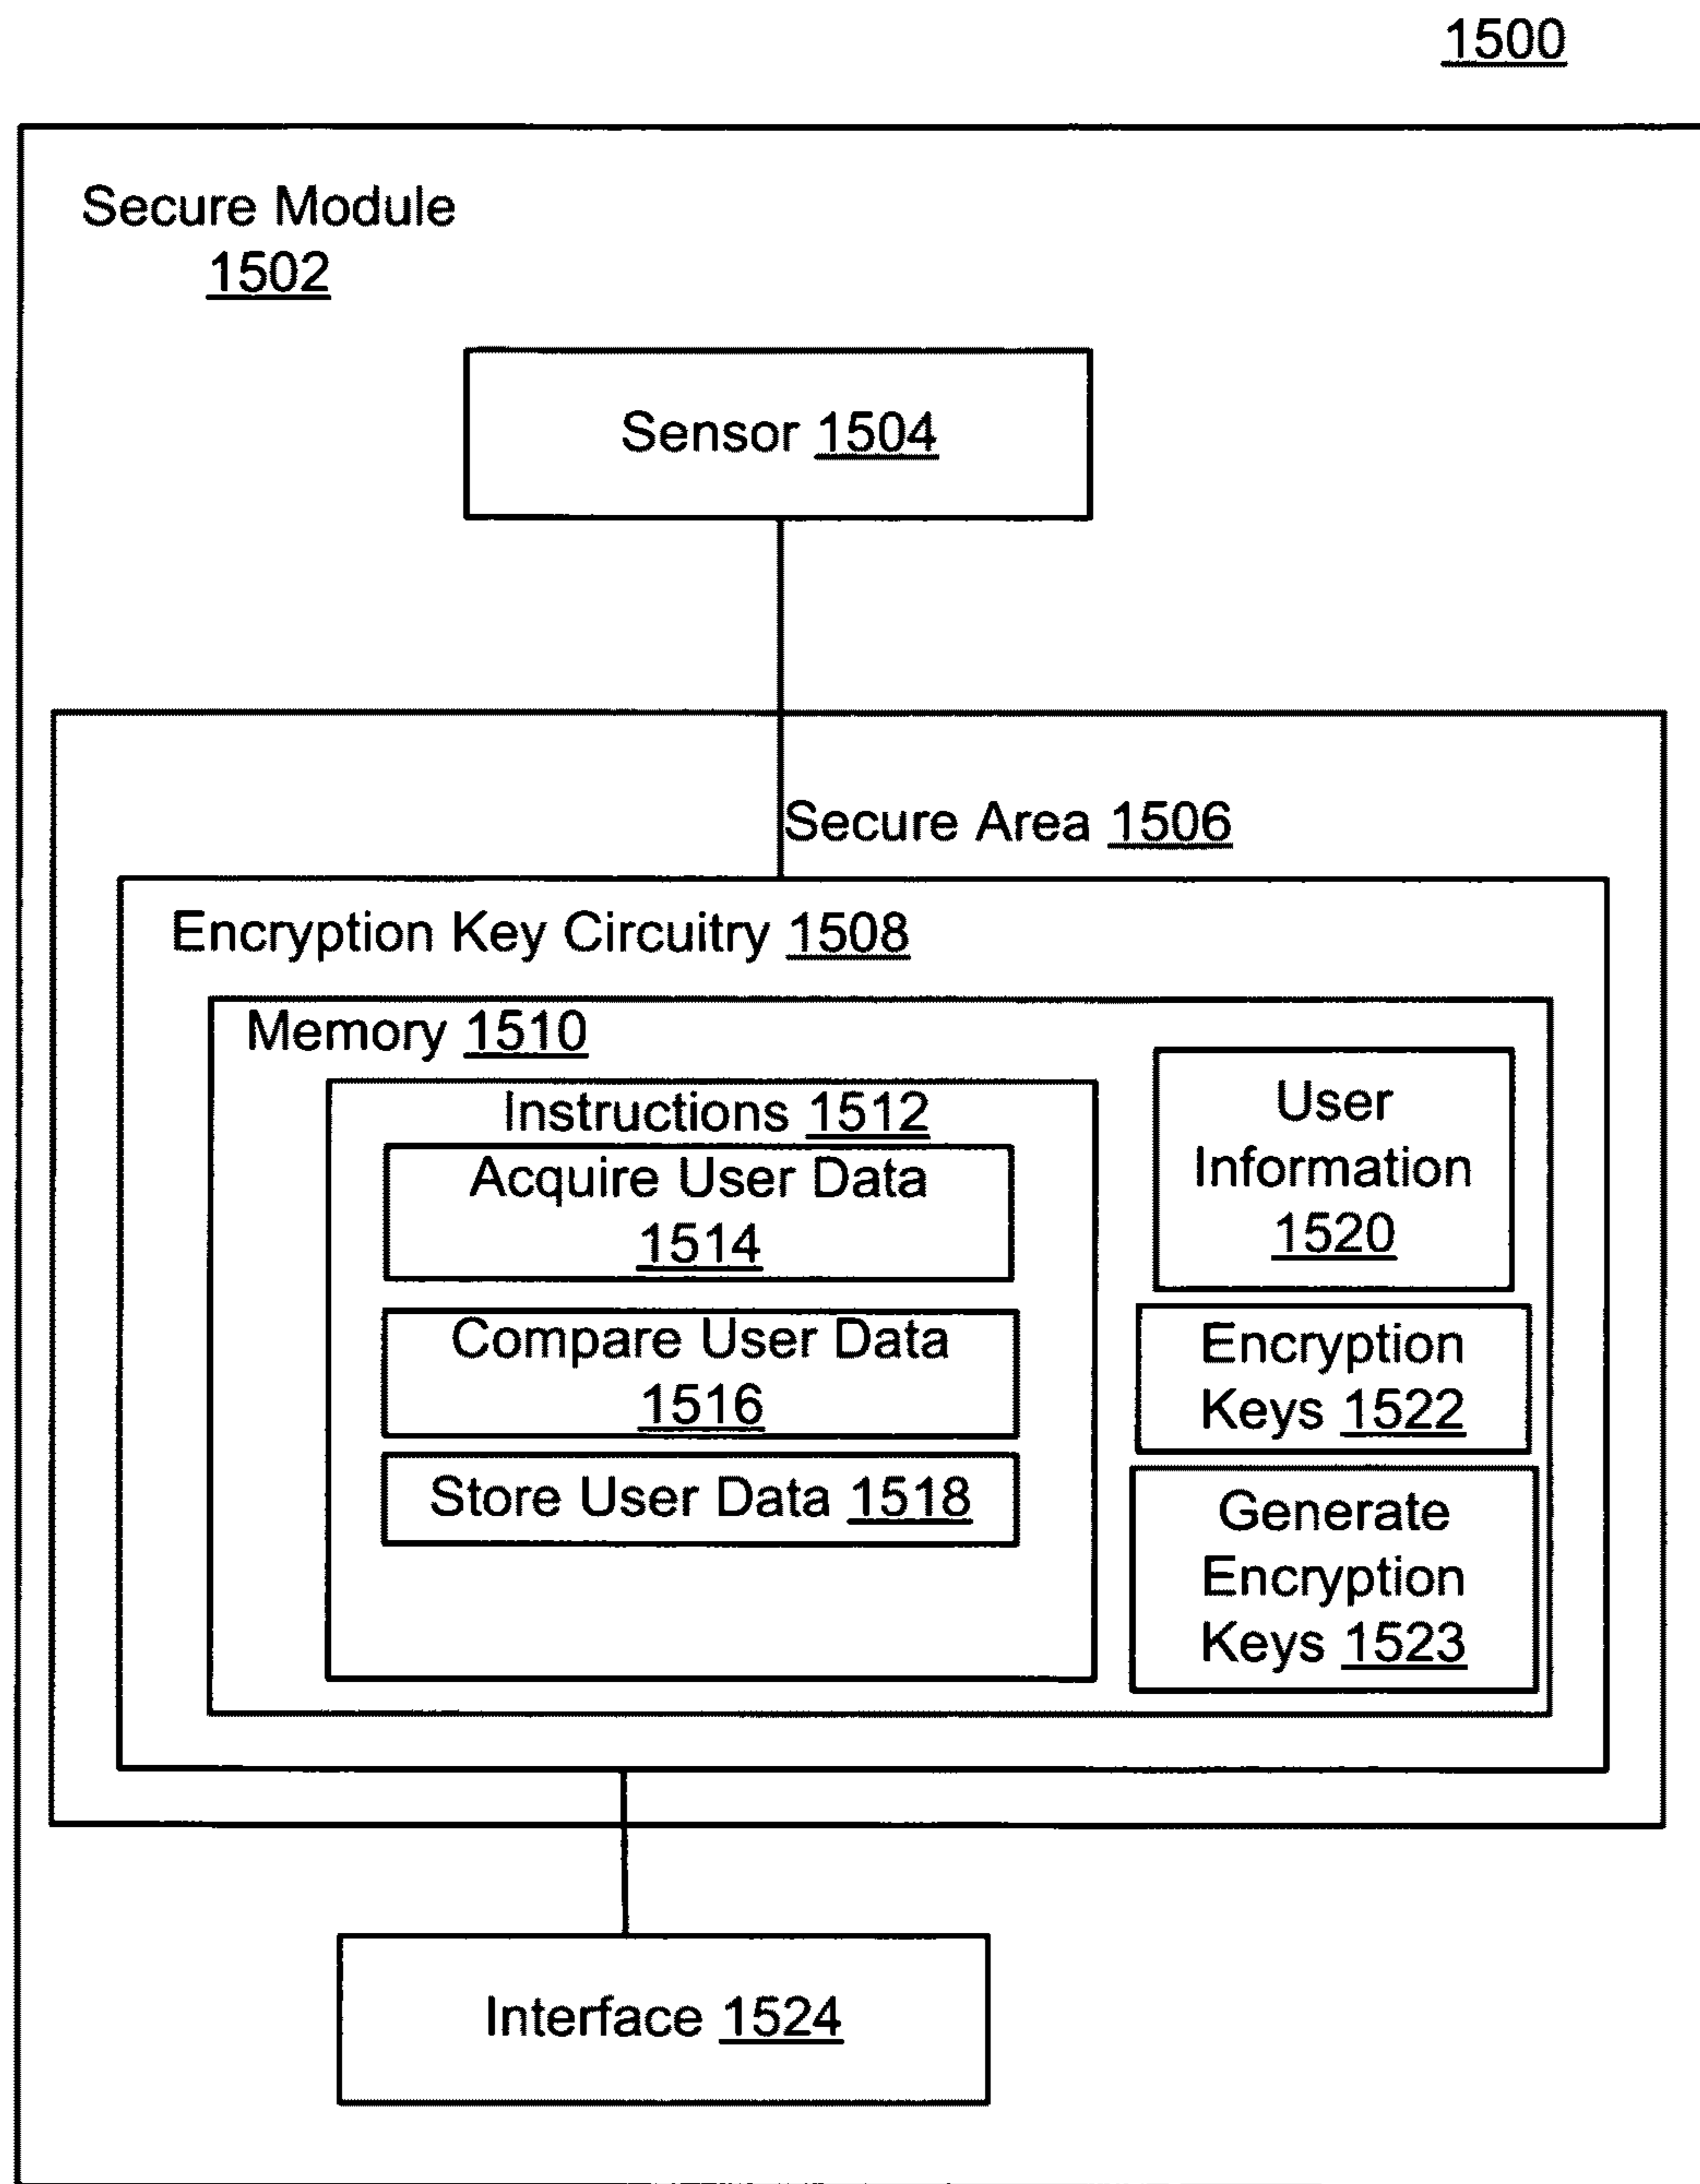 1500
Secure Module
1502
Sensor 1504
Secure Area 1506
Encryption Key Circuitry 1508
Memory 1510
Instructions 1512
Acquire User Data
1514
Compare User Data
1516
Store User Data 1518
User
Information
1520
Encryption
Keys 1522
Generate
Encryption
Keys 1523
Interface 1524